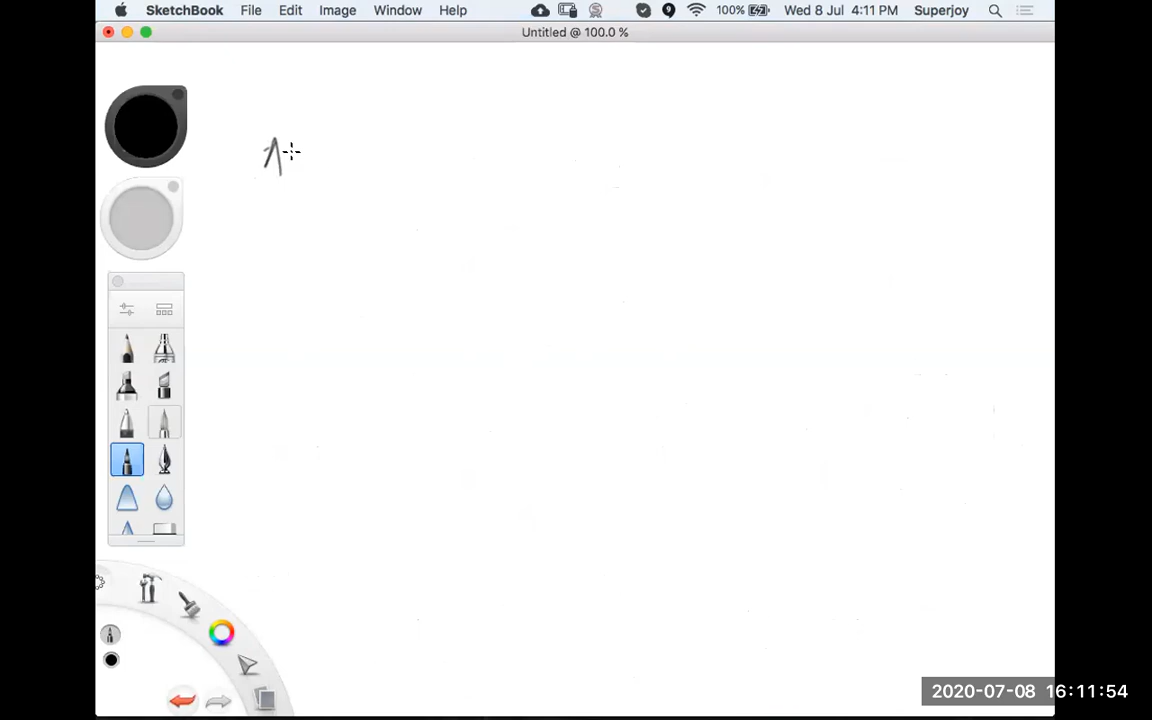 SketchBook File Edit Image Window Help 9 100% Wed 8 Jul 4:11 PM Superjoy
Untitled @ 100.0 %
2020-07-08 16:11:54